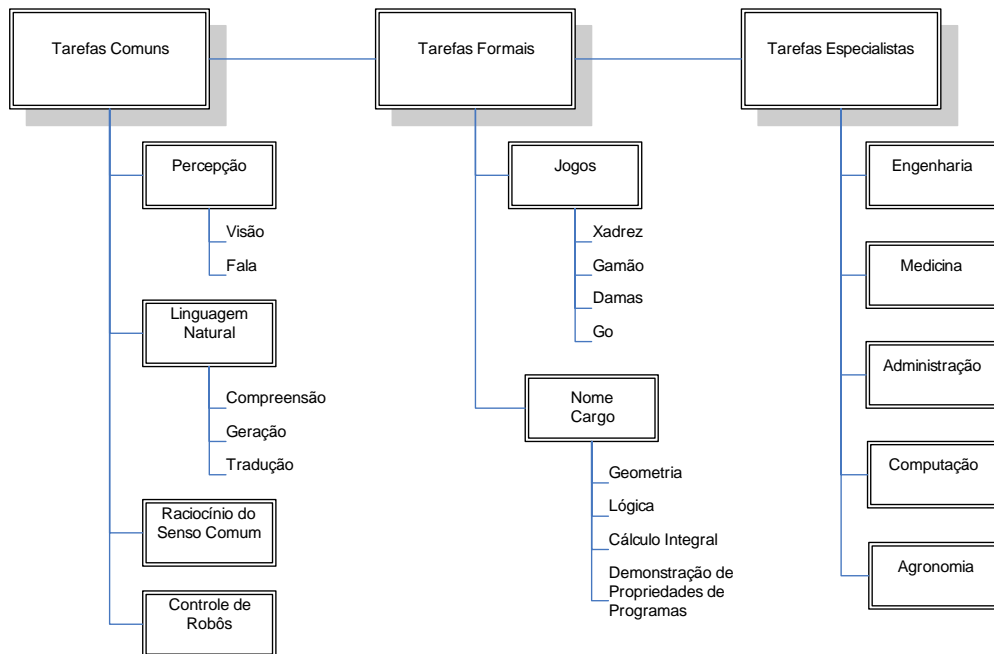 Tarefas Comuns
Percepção
Visão
Fala
Linguagem
Natural
Compreensão
Geração
Tradução
Raciocínio do
Senso Comum
Controle de
Robôs
Tarefas Formais
Jogos
Xadrez
Gamão
Damas
Go
Nome
Cargo
Geometria
Lógica
Cálculo Integral
Demonstração de
Propriedades de
Programas
Tarefas Especialistas
Engenharia
Medicina
Administração
Computação
Agronomia